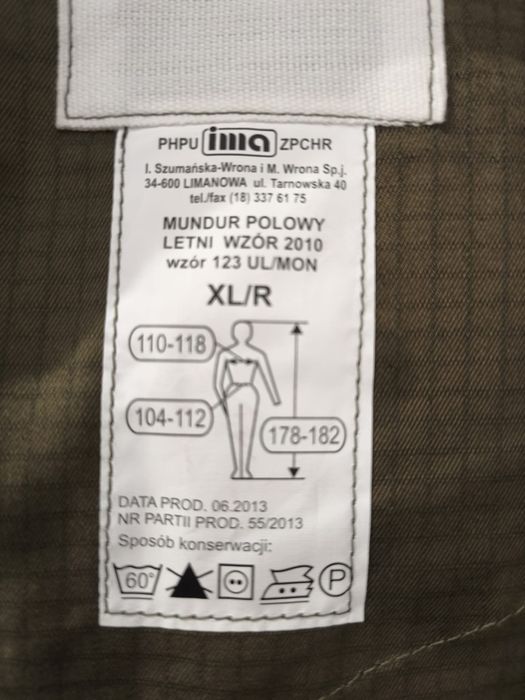 PHPU ima ZPCHR
I. Szumańska-Wrona i M. Wrona Sp.j.
34-600 LIMANOWA ul. Tarnowska 40
tel./fax (18) 337 61 75
MUNDUR POLOWY
LETNI WZÓR 2010
wzór 123 UL/MON
XL/R
110-118
104-112
178-182
DATA PROD. 06.2013
NR PARTII PROD. 55/2013
Sposób konserwacji:
60° P